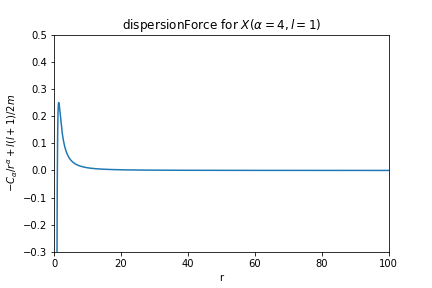 dispersionForce for X(α = 4, l = 1)
−Cα/r^α + l(l + 1)/2m
0.5
0.4
0.3
0.2
0.1
0.0
−0.1
−0.2
−0.3
0 20 40 60 80 100
r